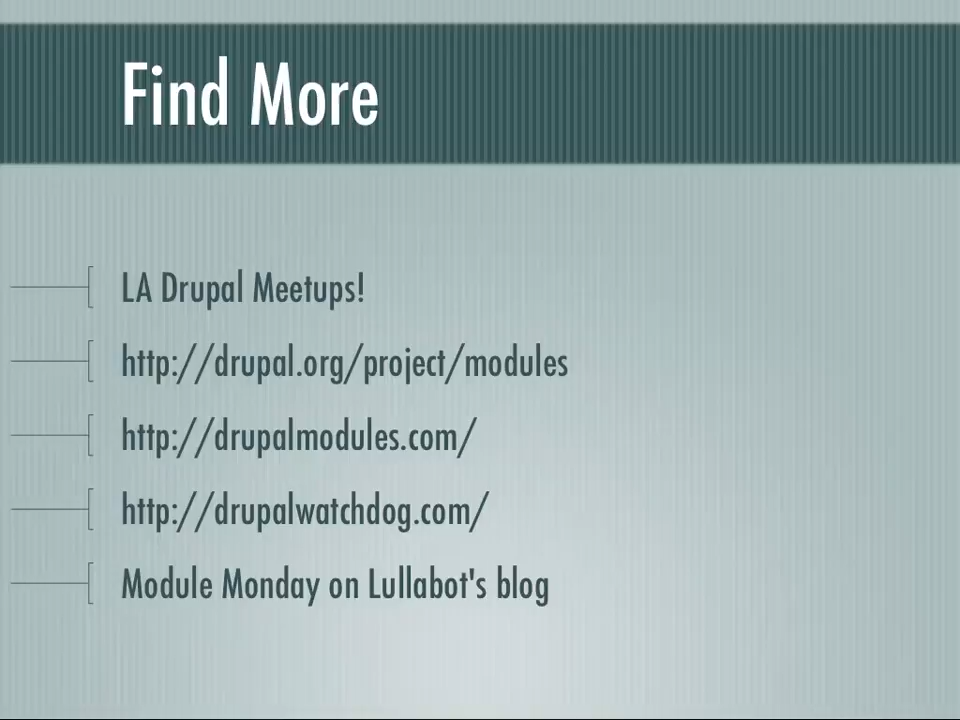 Find More
LA Drupal Meetups!
http://drupal.org/project/modules
http://drupalmodules.com/
http://drupalwatchdog.com/
Module Monday on Lullabot's blog